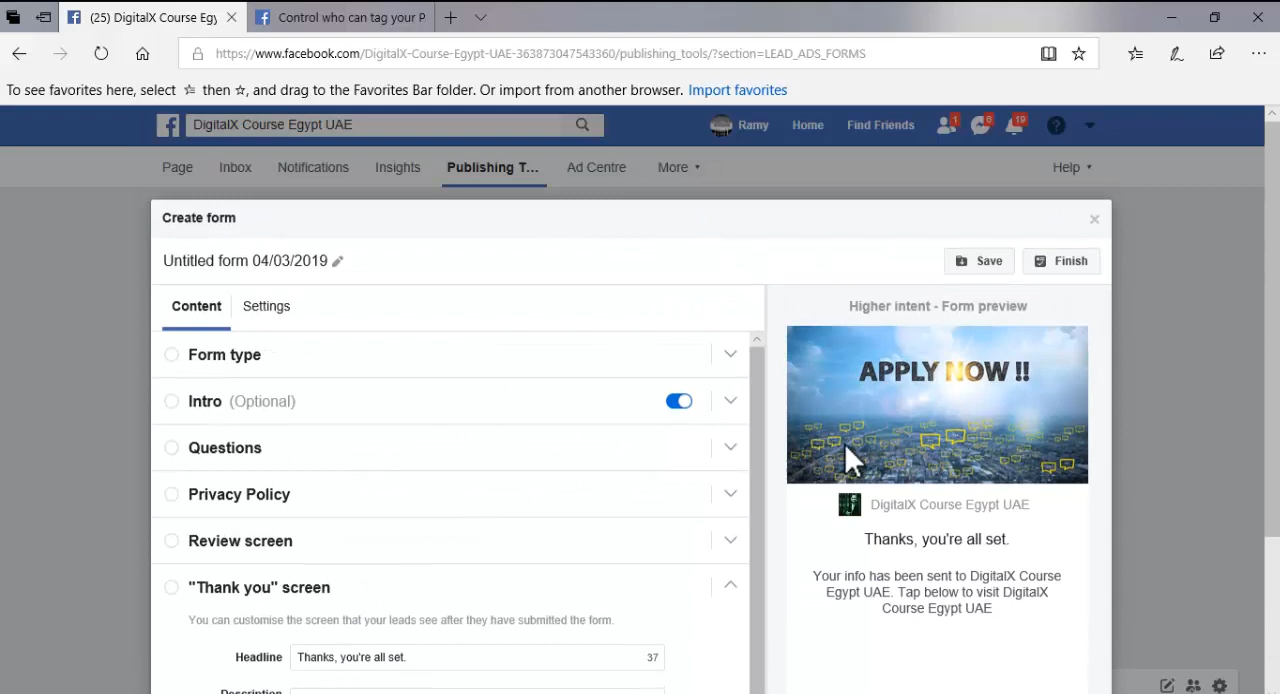 (25) DigitalX Course Egy
Control who can tag your P
https://www.facebook.com/DigitalX-Course-Egypt-UAE-363873047543360/publishing_tools/?section=LEAD_ADS_FORMS
To see favorites here, select ☆ then ☆, and drag to the Favorites Bar folder. Or import from another browser. Import favorites
DigitalX Course Egypt UAE
Ramy Home Find Friends 1 6 19
Page Inbox Notifications Insights Publishing T... Ad Centre More Help
Create form
Untitled form 04/03/2019
Save Finish
Content Settings
Higher intent - Form preview
Form type
APPLY NOW !!
Intro (Optional)
Questions
Privacy Policy
DigitalX Course Egypt UAE
Review screen
Thanks, you're all set.
Your info has been sent to DigitalX Course
Egypt UAE. Tap below to visit DigitalX
Course Egypt UAE
"Thank you" screen
You can customise the screen that your leads see after they have submitted the form.
Headline Thanks, you're all set. 37
Description